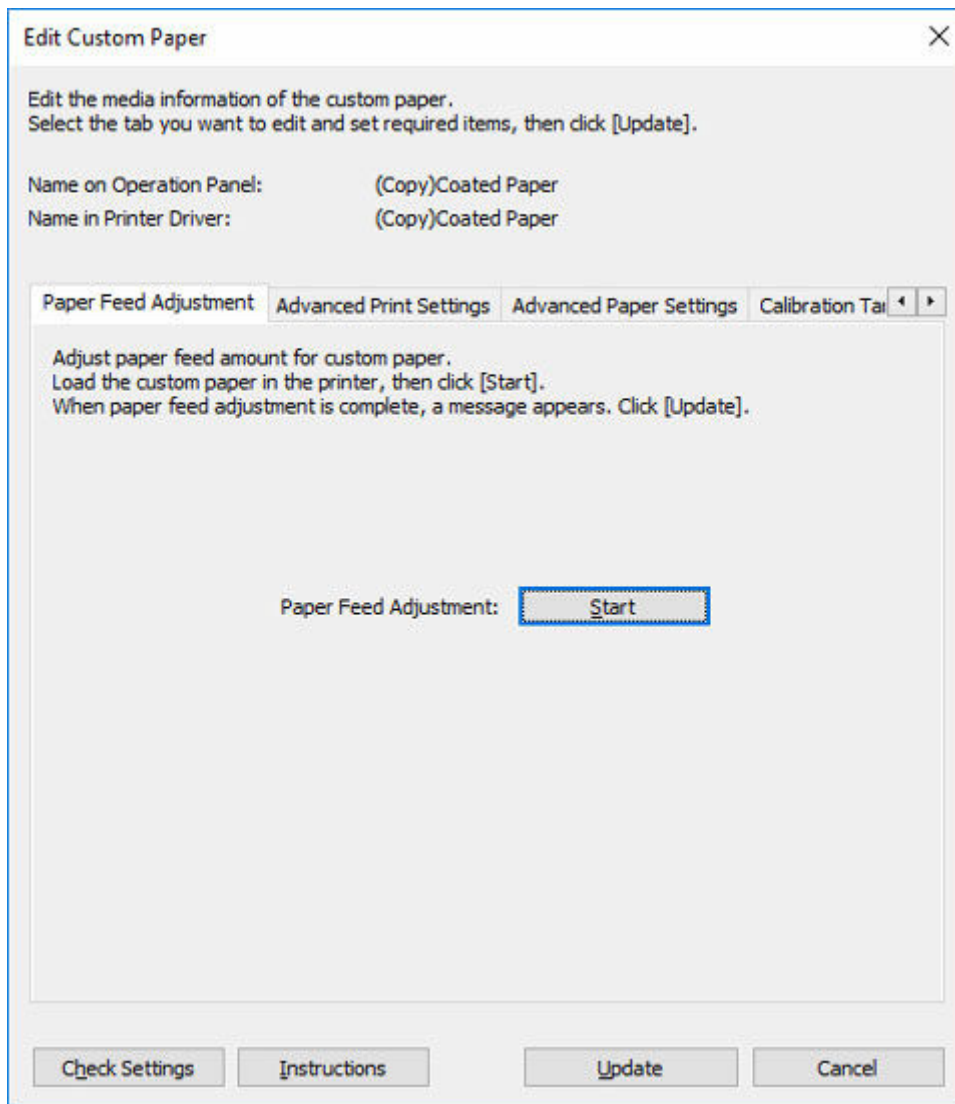 Edit Custom Paper
Edit the media information of the custom paper.
Select the tab you want to edit and set required items, then click [Update].
Name on Operation Panel: (Copy)Coated Paper
Name in Printer Driver: (Copy)Coated Paper
Paper Feed Adjustment Advanced Print Settings Advanced Paper Settings Calibration
Adjust paper feed amount for custom paper.
Load the custom paper in the printer, then click [Start].
When paper feed adjustment is complete, a message appears. Click [Update].
Paper Feed Adjustment: Start
Check Settings Instructions Update Cancel